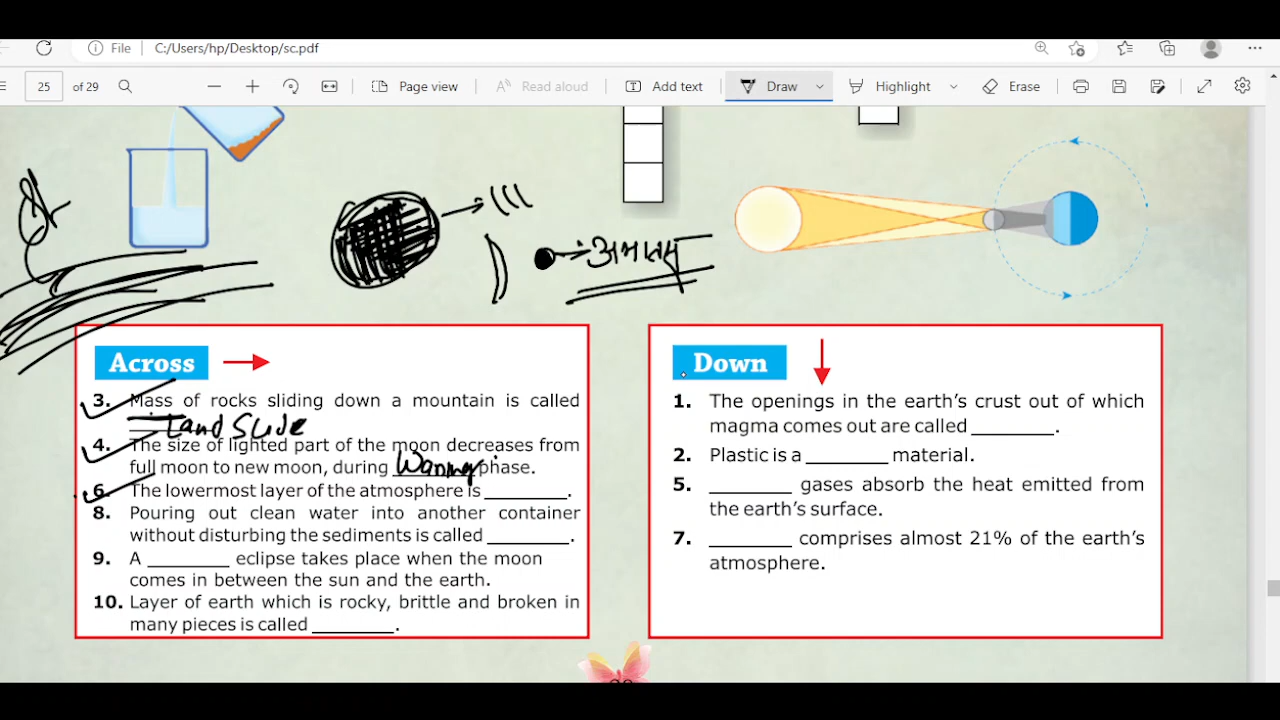 File C:/Users/hp/Desktop/sc.pdf
25 of 29 Page view Read aloud Add text Draw Highlight Erase
Across
3. Mass of rocks sliding down a mountain is called
Land Slide
4. The size of lighted part of the moon decreases from
full moon to new moon, during Waning phase.
6. The lowermost layer of the atmosphere is ________.
8. Pouring out clean water into another container
without disturbing the sediments is called ________.
9. A ________ eclipse takes place when the moon
comes in between the sun and the earth.
10. Layer of earth which is rocky, brittle and broken in
many pieces is called ________.
Down
1. The openings in the earth's crust out of which
magma comes out are called ________.
2. Plastic is a ________ material.
5. ________ gases absorb the heat emitted from
the earth's surface.
7. ________ comprises almost 21% of the earth's
atmosphere.